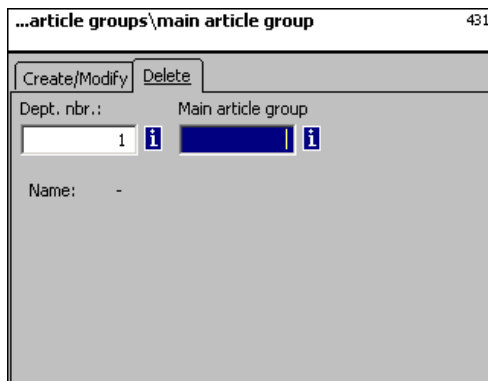 ...article groups\main article group 431
Create/Modify Delete
Dept. nbr.: Main article group
1 i i
Name: -